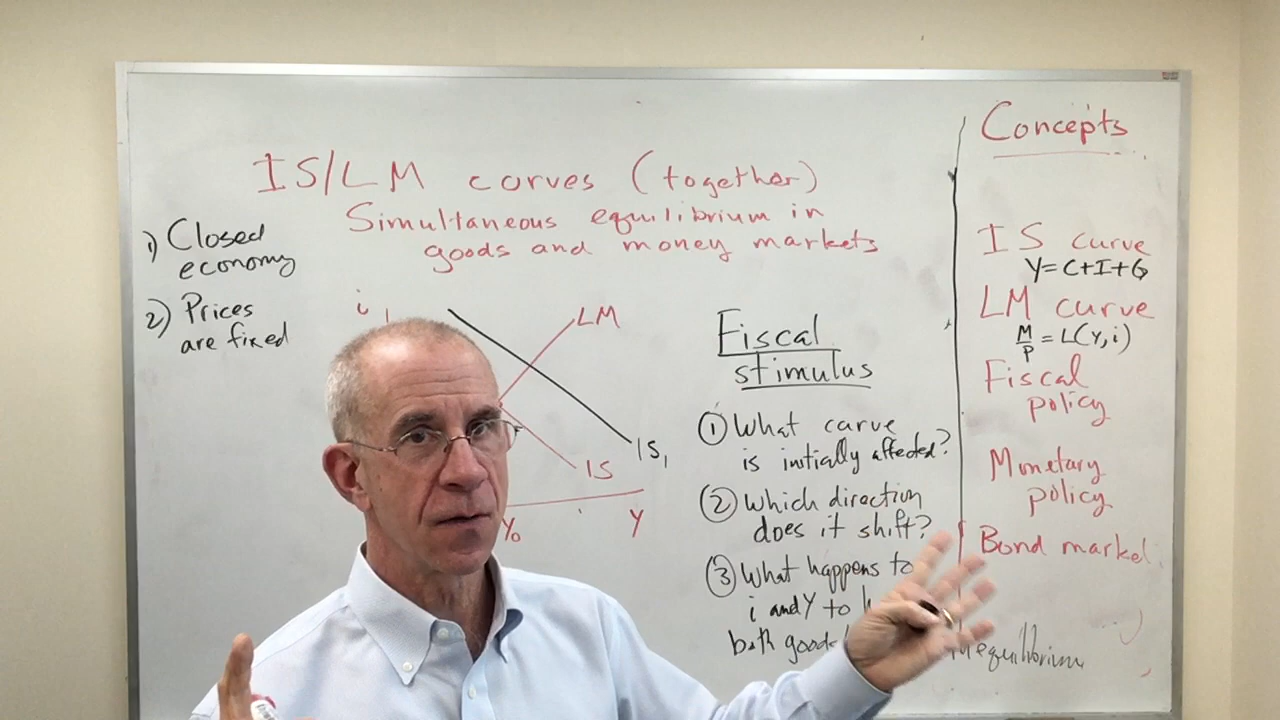 IS/LM curves (together)
Simultaneous equilibrium in
goods and money markets
1) Closed
economy
2) Prices
are fixed
i
LM
IS₁
IS
Y₀
Y
Fiscal
stimulus
① What curve
is initially affected?
② Which direction
does it shift?
③ What happens to
i and Y to
both good
equilibrium
Concepts
IS curve
Y=C+I+G
LM curve
M/P = L(Y,i)
Fiscal
policy
Monetary
policy
Bond market